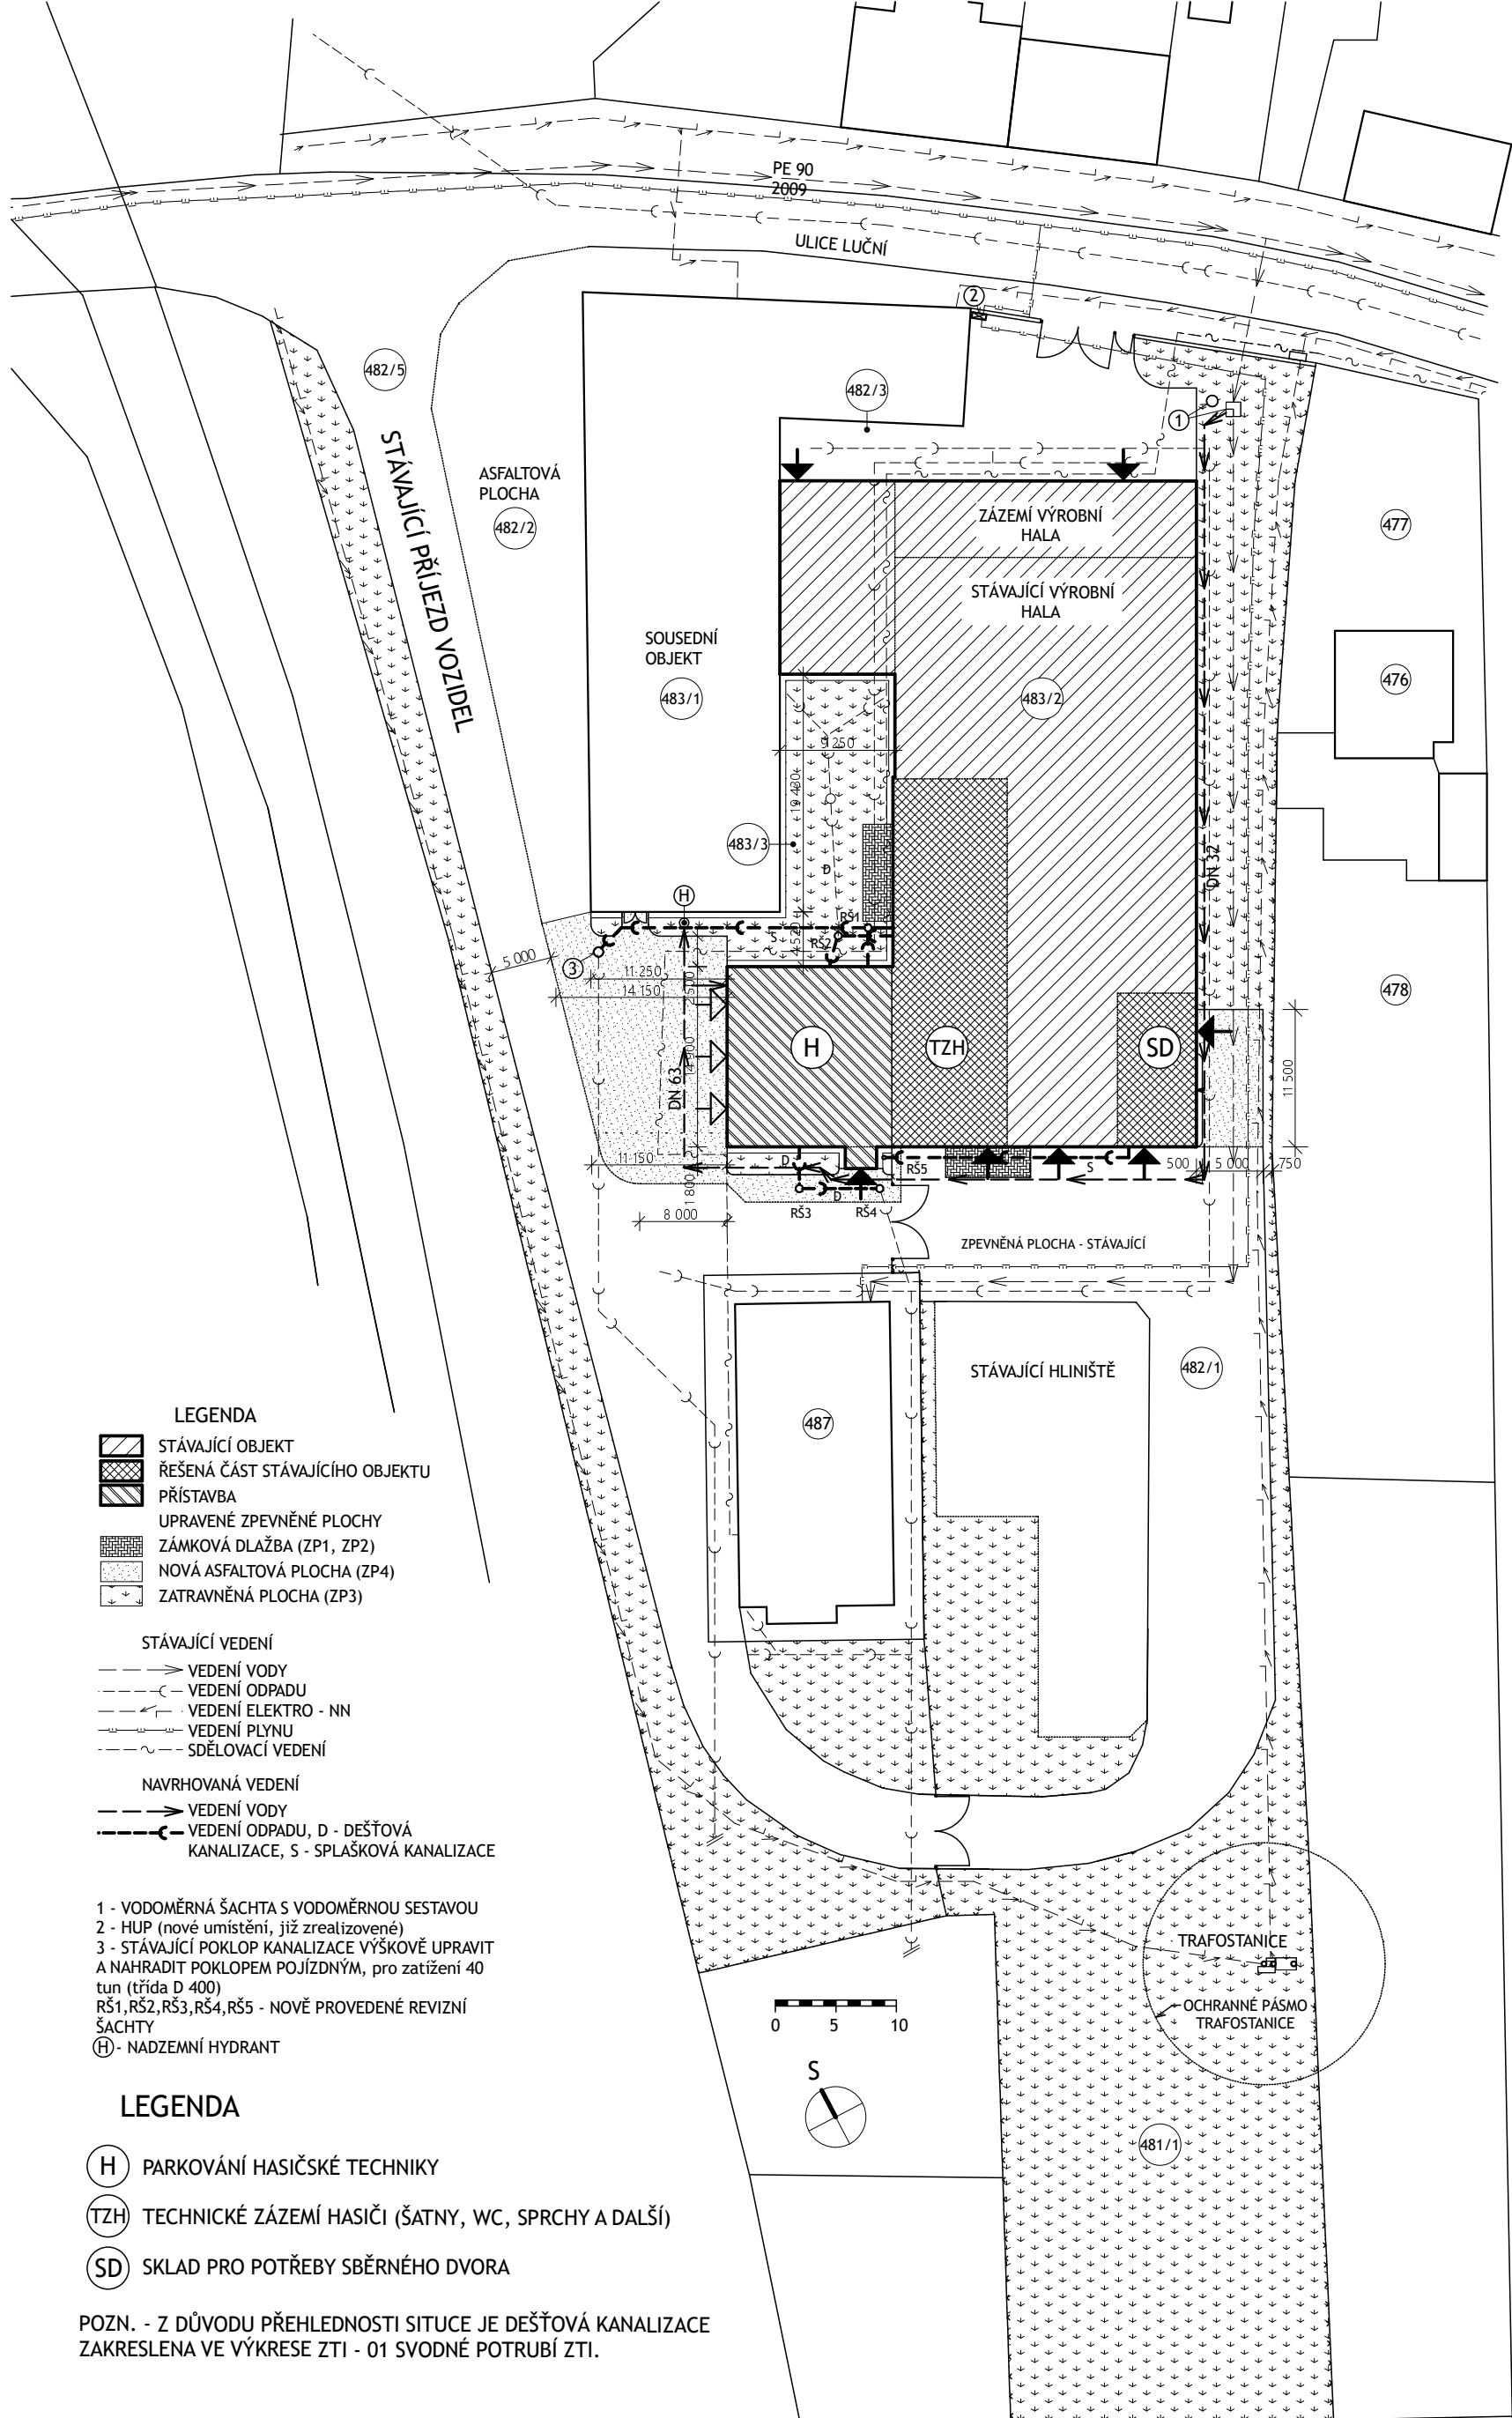 PE 90
2009
ULICE LUČNÍ
2
482/5
482/3
1
STÁVAJÍCÍ PŘÍJEZD VOZIDEL
ASFALTOVÁ
PLOCHA
482/2
ZÁZEMÍ VÝROBNÍ
HALA
477
STÁVAJÍCÍ VÝROBNÍ
HALA
SOUSEDNÍ
OBJEKT
483/1
483/2
476
9 250
19 430
483/3
D
DN 32
H
RŠ1
RŠ2
S
4 520
5 000
3
11 250
14 150
478
H
TZH
SD
DN 63
11 500
11 150
D
RŠ5
S
500
5 000
750
1 800
D
RŠ3
RŠ4
8 000
ZPEVNĚNÁ PLOCHA - STÁVAJÍCÍ
STÁVAJÍCÍ HLINIŠTĚ
482/1
487
LEGENDA
STÁVAJÍCÍ OBJEKT
ŘEŠENÁ ČÁST STÁVAJÍCÍHO OBJEKTU
PŘÍSTAVBA
UPRAVENÉ ZPEVNĚNÉ PLOCHY
ZÁMKOVÁ DLAŽBA (ZP1, ZP2)
NOVÁ ASFALTOVÁ PLOCHA (ZP4)
ZATRAVNĚNÁ PLOCHA (ZP3)
STÁVAJÍCÍ VEDENÍ
VEDENÍ VODY
VEDENÍ ODPADU
VEDENÍ ELEKTRO - NN
VEDENÍ PLYNU
SDĚLOVACÍ VEDENÍ
NAVRHOVANÁ VEDENÍ
VEDENÍ VODY
VEDENÍ ODPADU, D - DEŠŤOVÁ
KANALIZACE, S - SPLAŠKOVÁ KANALIZACE
1 - VODOMĚRNÁ ŠACHTA S VODOMĚRNOU SESTAVOU
2 - HUP (nové umístění, již zrealizovené)
3 - STÁVAJÍCÍ POKLOP KANALIZACE VÝŠKOVĚ UPRAVIT
A NAHRADIT POKLOPEM POJÍZDNÝM, pro zatížení 40
tun (třída D 400)
RŠ1,RŠ2,RŠ3,RŠ4,RŠ5 - NOVĚ PROVEDENÉ REVIZNÍ
ŠACHTY
H - NADZEMNÍ HYDRANT
TRAFOSTANICE
OCHRANNÉ PÁSMO
TRAFOSTANICE
0 5 10
S
481/1
LEGENDA
H PARKOVÁNÍ HASIČSKÉ TECHNIKY
TZH TECHNICKÉ ZÁZEMÍ HASIČI (ŠATNY, WC, SPRCHY A DALŠÍ)
SD SKLAD PRO POTŘEBY SBĚRNÉHO DVORA
POZN. - Z DŮVODU PŘEHLEDNOSTI SITUCE JE DEŠŤOVÁ KANALIZACE
ZAKRESLENA VE VÝKRESE ZTI - 01 SVODNÉ POTRUBÍ ZTI.